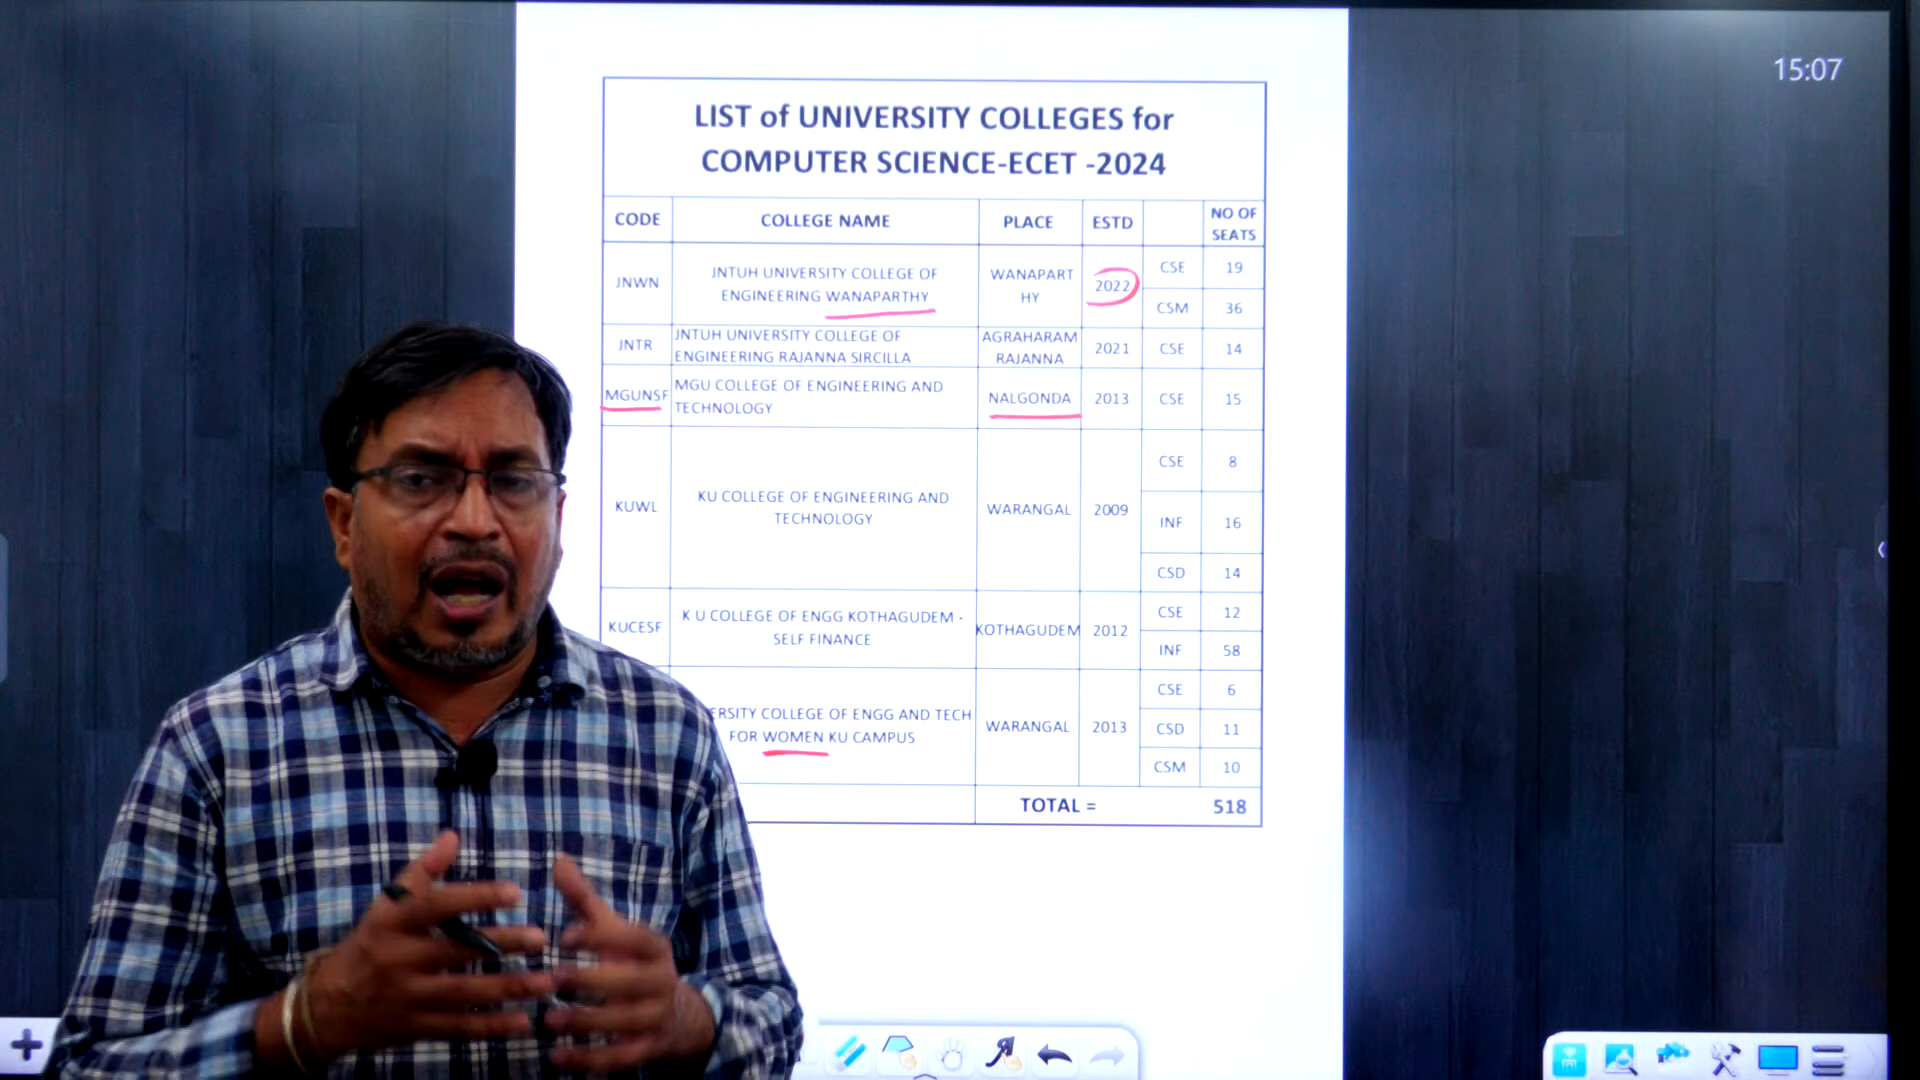 15:07
LIST of UNIVERSITY COLLEGES for
COMPUTER SCIENCE-ECET -2024
CODE COLLEGE NAME PLACE ESTD NO OF SEATS
JNWN JNTUH UNIVERSITY COLLEGE OF ENGINEERING WANAPARTHY WANAPART HY 2022 CSE 19
CSM 36
JNTR JNTUH UNIVERSITY COLLEGE OF ENGINEERING RAJANNA SIRCILLA AGRAHARAM RAJANNA 2021 CSE 14
MGUNSF MGU COLLEGE OF ENGINEERING AND TECHNOLOGY NALGONDA 2013 CSE 15
KUWL KU COLLEGE OF ENGINEERING AND TECHNOLOGY WARANGAL 2009 CSE 8
INF 16
CSD 14
KUCESF K U COLLEGE OF ENGG KOTHAGUDEM - SELF FINANCE KOTHAGUDEM 2012 CSE 12
INF 58
ERSITY COLLEGE OF ENGG AND TECH FOR WOMEN KU CAMPUS WARANGAL 2013 CSE 6
CSD 11
CSM 10
TOTAL = 518